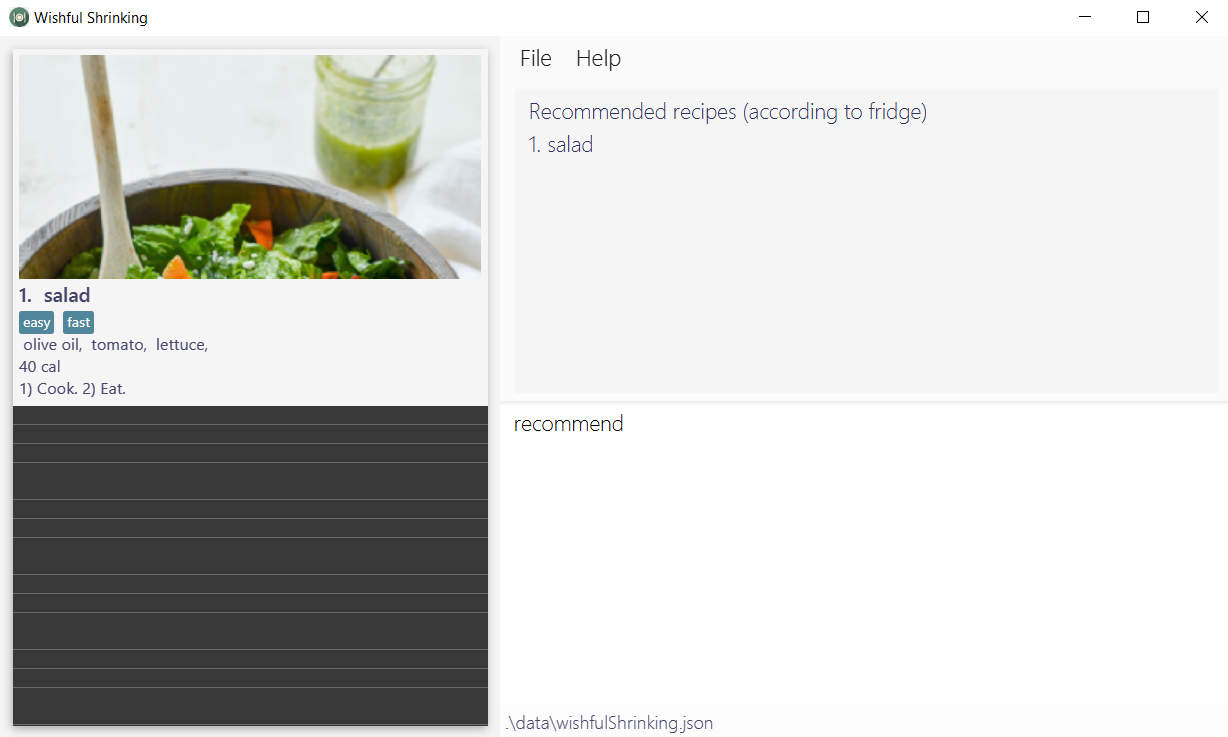 Wishful Shrinking
1. salad
easy fast
olive oil, tomato, lettuce,
40 cal
1) Cook. 2) Eat.
File Help
Recommended recipes (according to fridge)
1. salad
recommend
.\data\wishfulShrinking.json